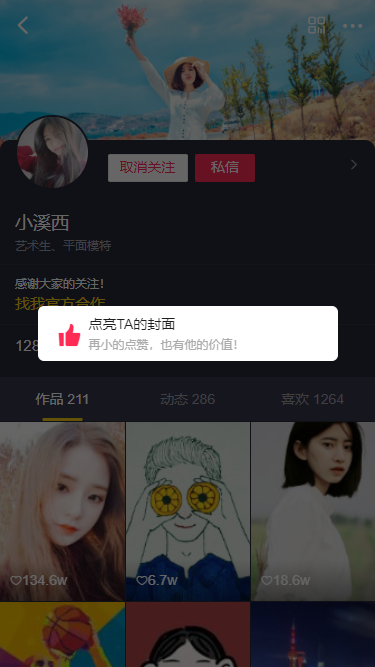 取消关注
私信
小溪西
艺术生、平面模特
感谢大家的关注！
找我官方合作
点亮TA的封面
再小的点赞，也有他的价值！
128
作品 211
动态 286
喜欢 1264
134.6w
6.7w
18.6w